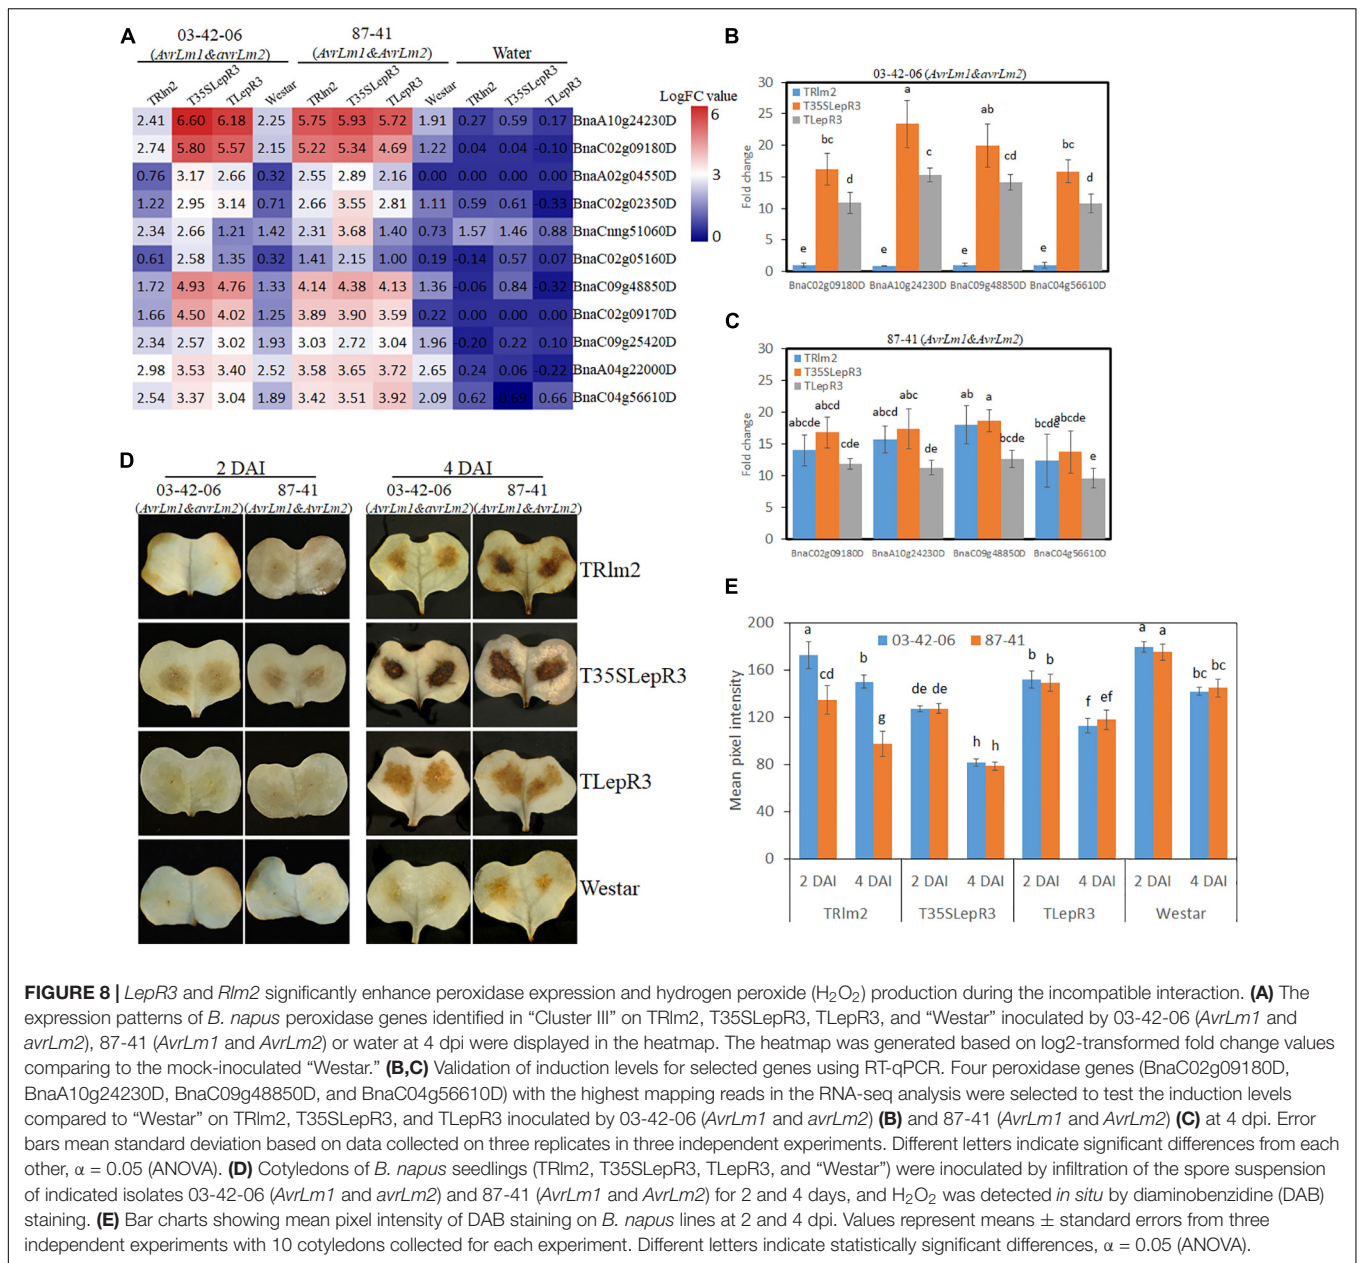 A
03-42-06
(AvrLm1&avrLm2)
87-41
(AvrLm1&AvrLm2)
Water
TRlm2 T35SLepR3 TLepR3 Westar TRlm2 T35SLepR3 TLepR3 Westar TRlm2 T35SLepR3 TLepR3
LogFC value
6
3
0
2.41 6.60 6.18 2.25 5.75 5.93 5.72 1.91 0.27 0.59 0.17 BnaA10g24230D
2.74 5.80 5.57 2.15 5.22 5.34 4.69 1.22 0.04 0.04 -0.10 BnaC02g09180D
0.76 3.17 2.66 0.32 2.55 2.89 2.16 0.00 0.00 0.00 0.00 BnaA02g04550D
1.22 2.95 3.14 0.71 2.66 3.55 2.81 1.11 0.59 0.61 -0.33 BnaC02g02350D
2.34 2.66 1.21 1.42 2.31 3.68 1.40 0.73 1.57 1.46 0.88 BnaCnng51060D
0.61 2.58 1.35 0.32 1.41 2.15 1.00 0.19 -0.14 0.57 0.07 BnaC02g05160D
1.72 4.93 4.76 1.33 4.14 4.38 4.13 1.36 -0.06 0.84 -0.32 BnaC09g48850D
1.66 4.50 4.02 1.25 3.89 3.90 3.59 0.22 0.00 0.00 0.00 BnaC02g09170D
2.34 2.57 3.02 1.93 3.03 2.72 3.04 1.96 -0.20 0.22 0.10 BnaC09g25420D
2.98 3.53 3.40 2.52 3.58 3.65 3.72 2.65 0.24 0.06 -0.22 BnaA04g22000D
2.54 3.37 3.04 1.89 3.42 3.51 3.92 2.09 0.62 0.69 0.66 BnaC04g56610D
B
03-42-06 (AvrLm1&avrLm2)
TRlm2
T35SLepR3
TLepR3
Fold change
30
25
20
15
10
5
0
e bc d
e a c
e ab cd
e bc d
BnaC02g09180D BnaA10g24230D BnaC09g48850D BnaC04g56610D
C
87-41 (AvrLm1&AvrLm2)
TRlm2
T35SLepR3
TLepR3
Fold change
30
25
20
15
10
5
0
abcde abcd cde
abcd abc de
ab a bcde
bcde abcde e
BnaC02g09180D BnaA10g24230D BnaC09g48850D BnaC04g56610D
D
2 DAI 4 DAI
03-42-06 87-41 03-42-06 87-41
(AvrLm1&avrLm2) (AvrLm1&AvrLm2) (AvrLm1&avrLm2) (AvrLm1&AvrLm2)
TRlm2
T35SLepR3
TLepR3
Westar
E
03-42-06 87-41
Mean pixel intensity
200
160
120
80
40
0
a cd b g de de h h b b f ef a a bc bc
2 DAI 4 DAI 2 DAI 4 DAI 2 DAI 4 DAI 2 DAI 4 DAI
TRlm2 T35SLepR3 TLepR3 Westar
FIGURE 8 | LepR3 and Rlm2 significantly enhance peroxidase expression and hydrogen peroxide (H2O2) production during the incompatible interaction. (A) The
expression patterns of B. napus peroxidase genes identified in “Cluster III” on TRlm2, T35SLepR3, TLepR3, and “Westar” inoculated by 03-42-06 (AvrLm1 and
avrLm2), 87-41 (AvrLm1 and AvrLm2) or water at 4 dpi were displayed in the heatmap. The heatmap was generated based on log2-transformed fold change values
comparing to the mock-inoculated “Westar.” (B,C) Validation of induction levels for selected genes using RT-qPCR. Four peroxidase genes (BnaC02g09180D,
BnaA10g24230D, BnaC09g48850D, and BnaC04g56610D) with the highest mapping reads in the RNA-seq analysis were selected to test the induction levels
compared to “Westar” on TRlm2, T35SLepR3, and TLepR3 inoculated by 03-42-06 (AvrLm1 and avrLm2) (B) and 87-41 (AvrLm1 and AvrLm2) (C) at 4 dpi. Error
bars mean standard deviation based on data collected on three replicates in three independent experiments. Different letters indicate significant differences from each
other, α = 0.05 (ANOVA). (D) Cotyledons of B. napus seedlings (TRlm2, T35SLepR3, TLepR3, and “Westar”) were inoculated by infiltration of the spore suspension
of indicated isolates 03-42-06 (AvrLm1 and avrLm2) and 87-41 (AvrLm1 and AvrLm2) for 2 and 4 days, and H2O2 was detected in situ by diaminobenzidine (DAB)
staining. (E) Bar charts showing mean pixel intensity of DAB staining on B. napus lines at 2 and 4 dpi. Values represent means ± standard errors from three
independent experiments with 10 cotyledons collected for each experiment. Different letters indicate statistically significant differences, α = 0.05 (ANOVA).